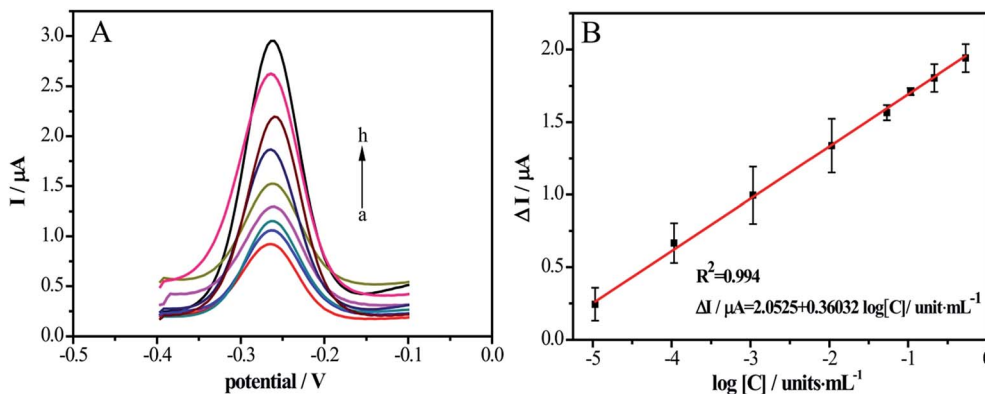 A
I / μA
3.0
2.5
2.0
1.5
1.0
0.5
0.0
h
a
-0.5
-0.4
-0.3
-0.2
-0.1
0.0
potential / V
B
Δ I / μA
2.0
1.5
1.0
0.5
0.0
R²=0.994
ΔI / μA=2.0525+0.36032 log[C]/ unit·mL⁻¹
-5
-4
-3
-2
-1
0
log [C] / units·mL⁻¹